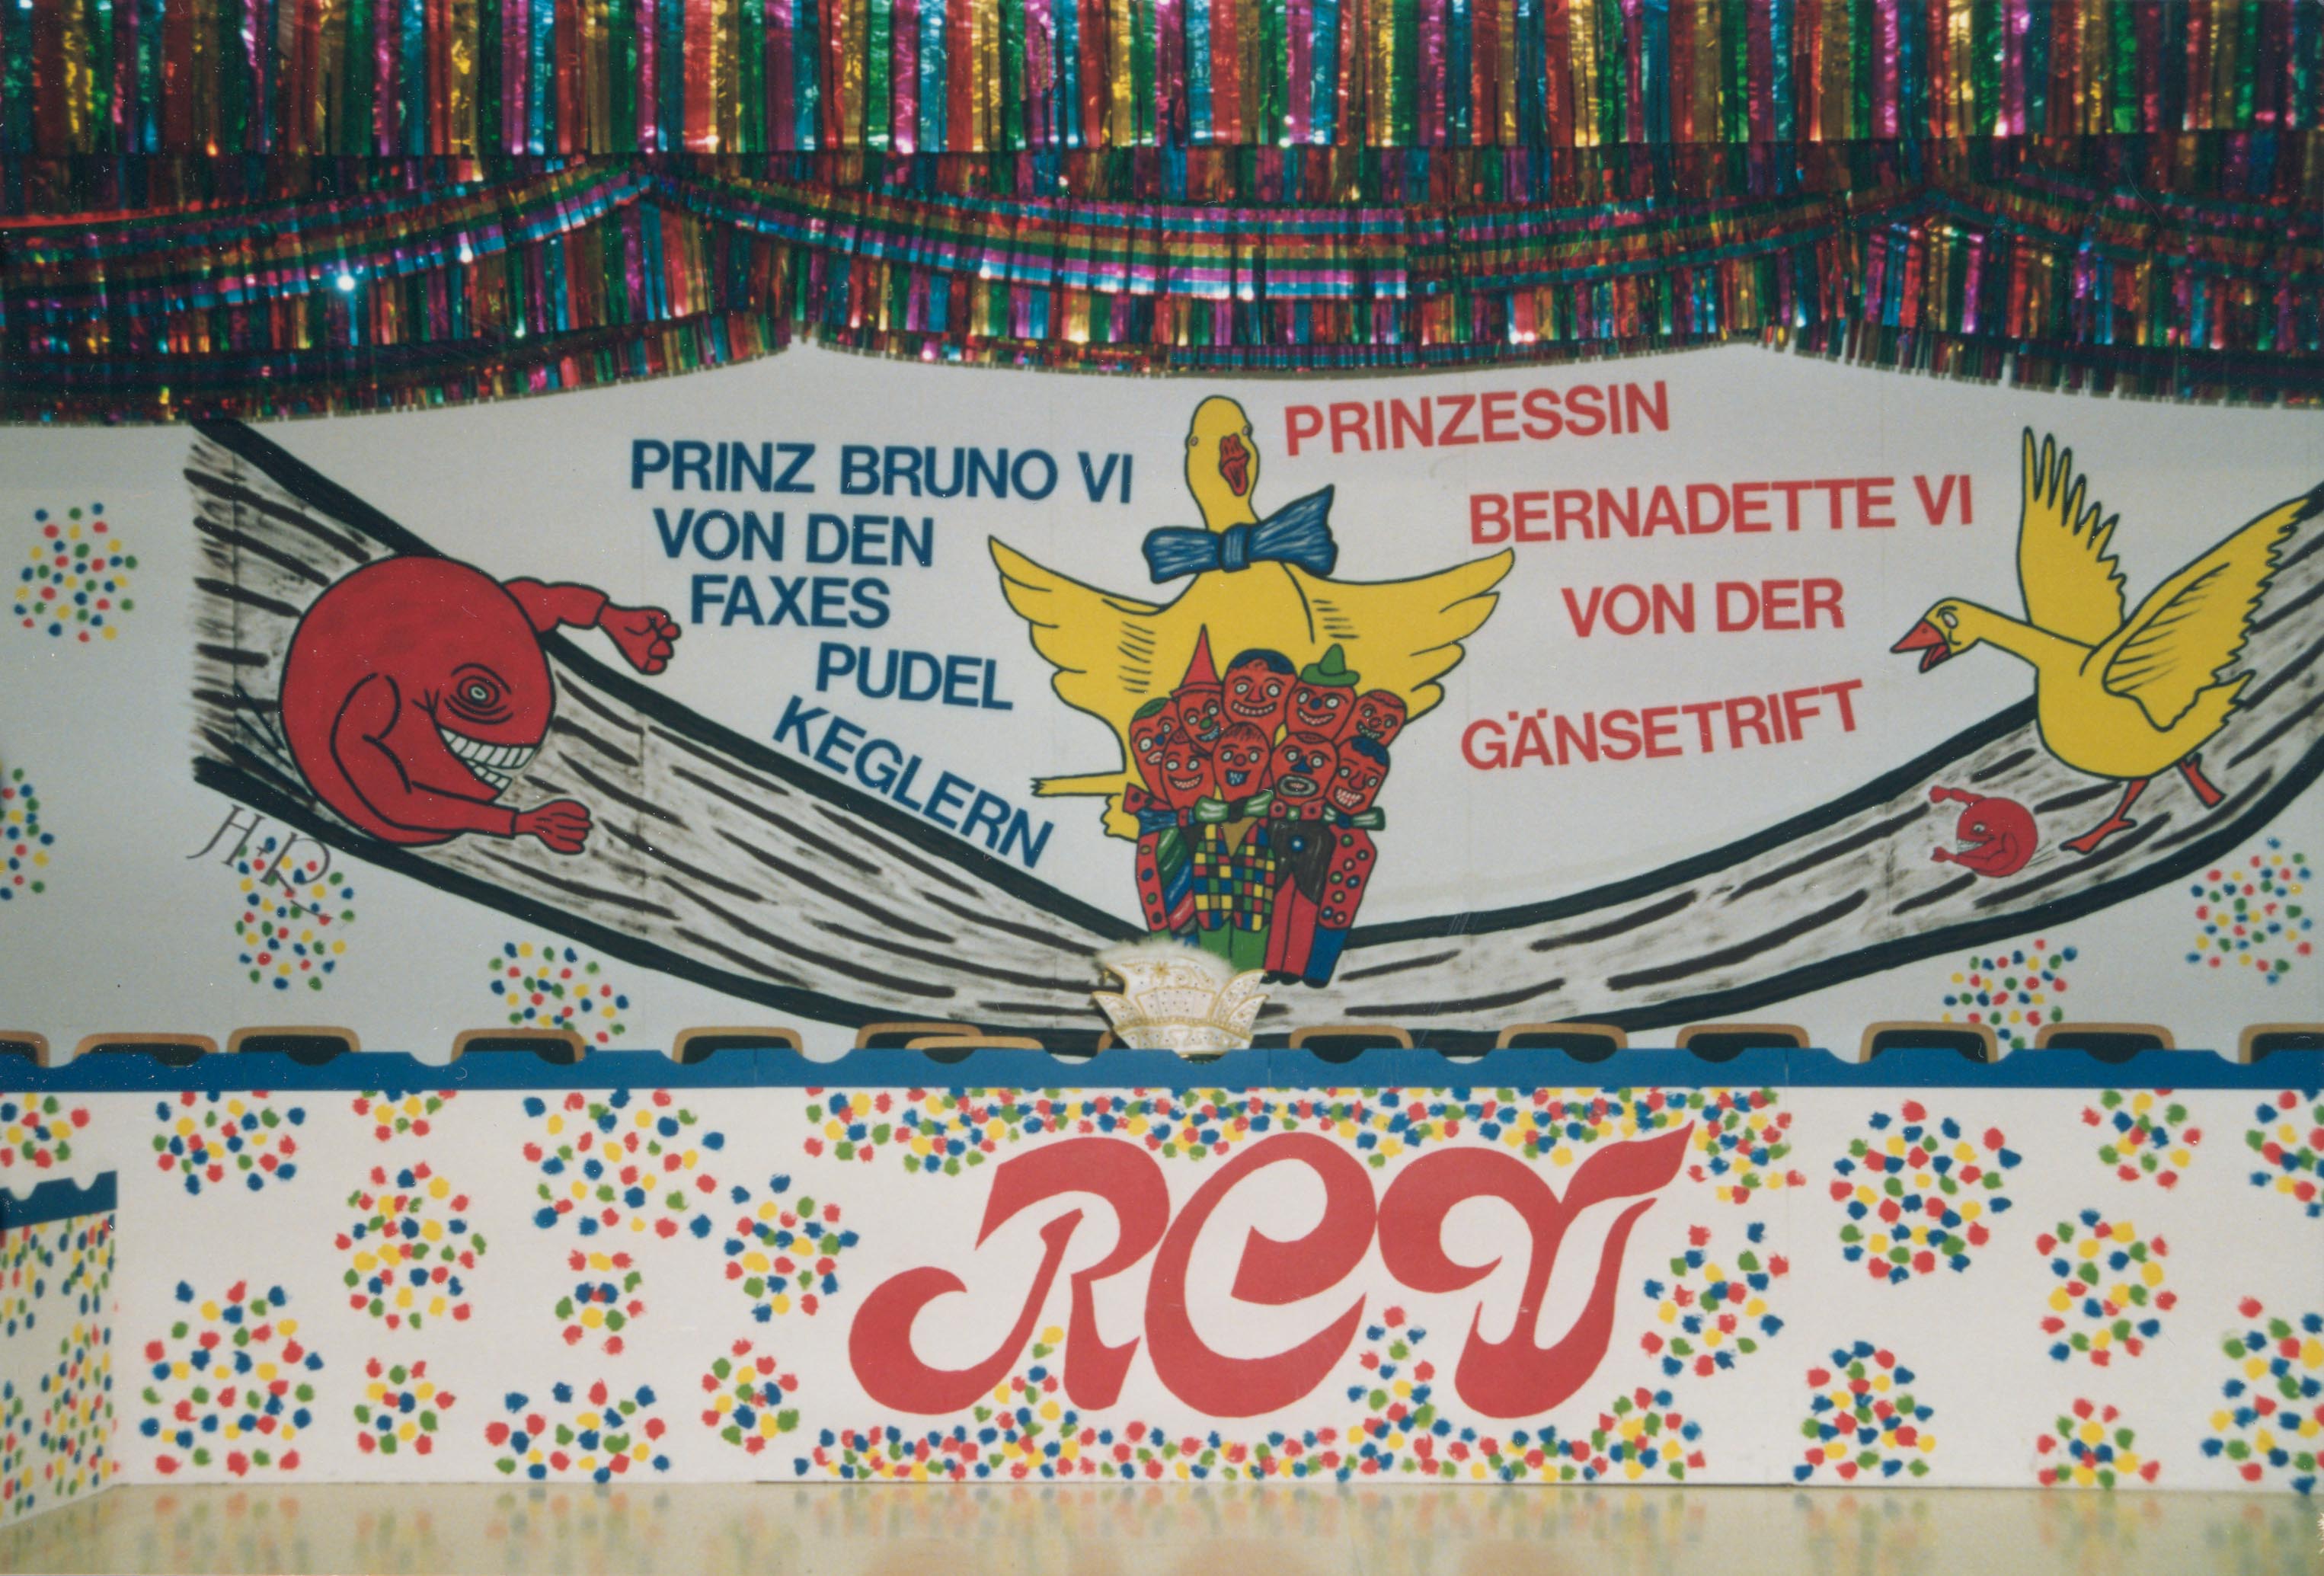 PRINZ BRUNO VI
VON DEN
FAXES
PUDEL
KEGLERN
PRINZESSIN
BERNADETTE VI
VON DER
GÄNSETRIFT
H.R.
RCV